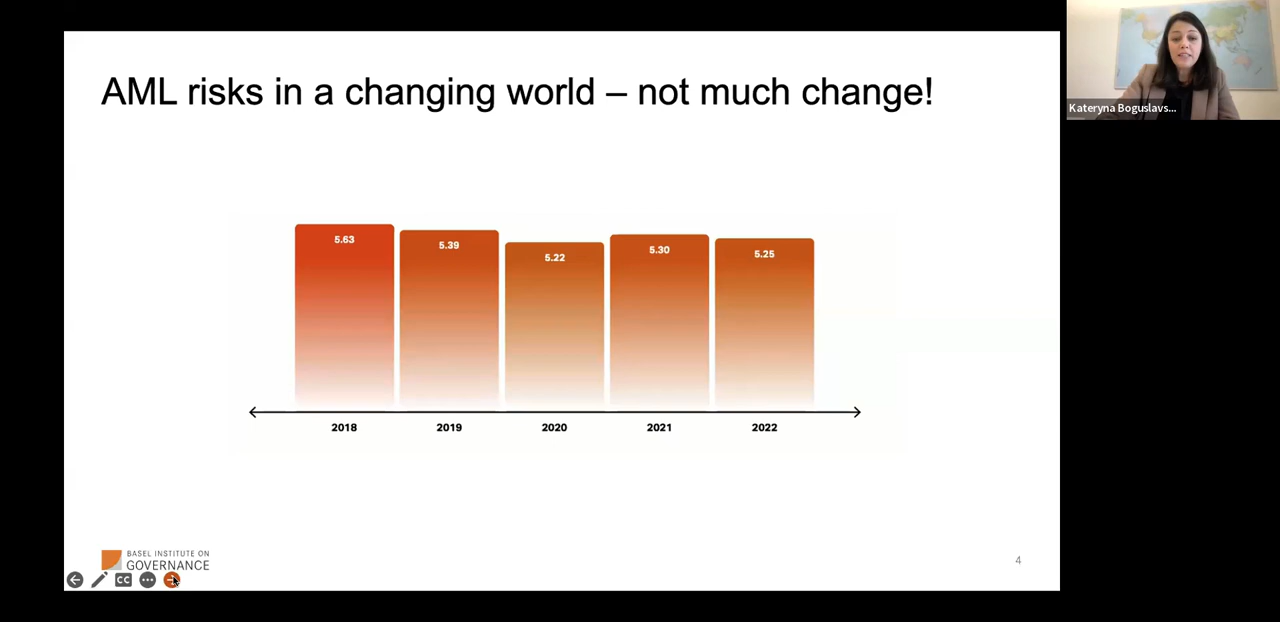 AML risks in a changing world – not much change!
Kateryna Boguslavs...
5.63
5.39
5.22
5.30
5.25
2018
2019
2020
2021
2022
BASEL INSTITUTE ON
GOVERNANCE
4
CC